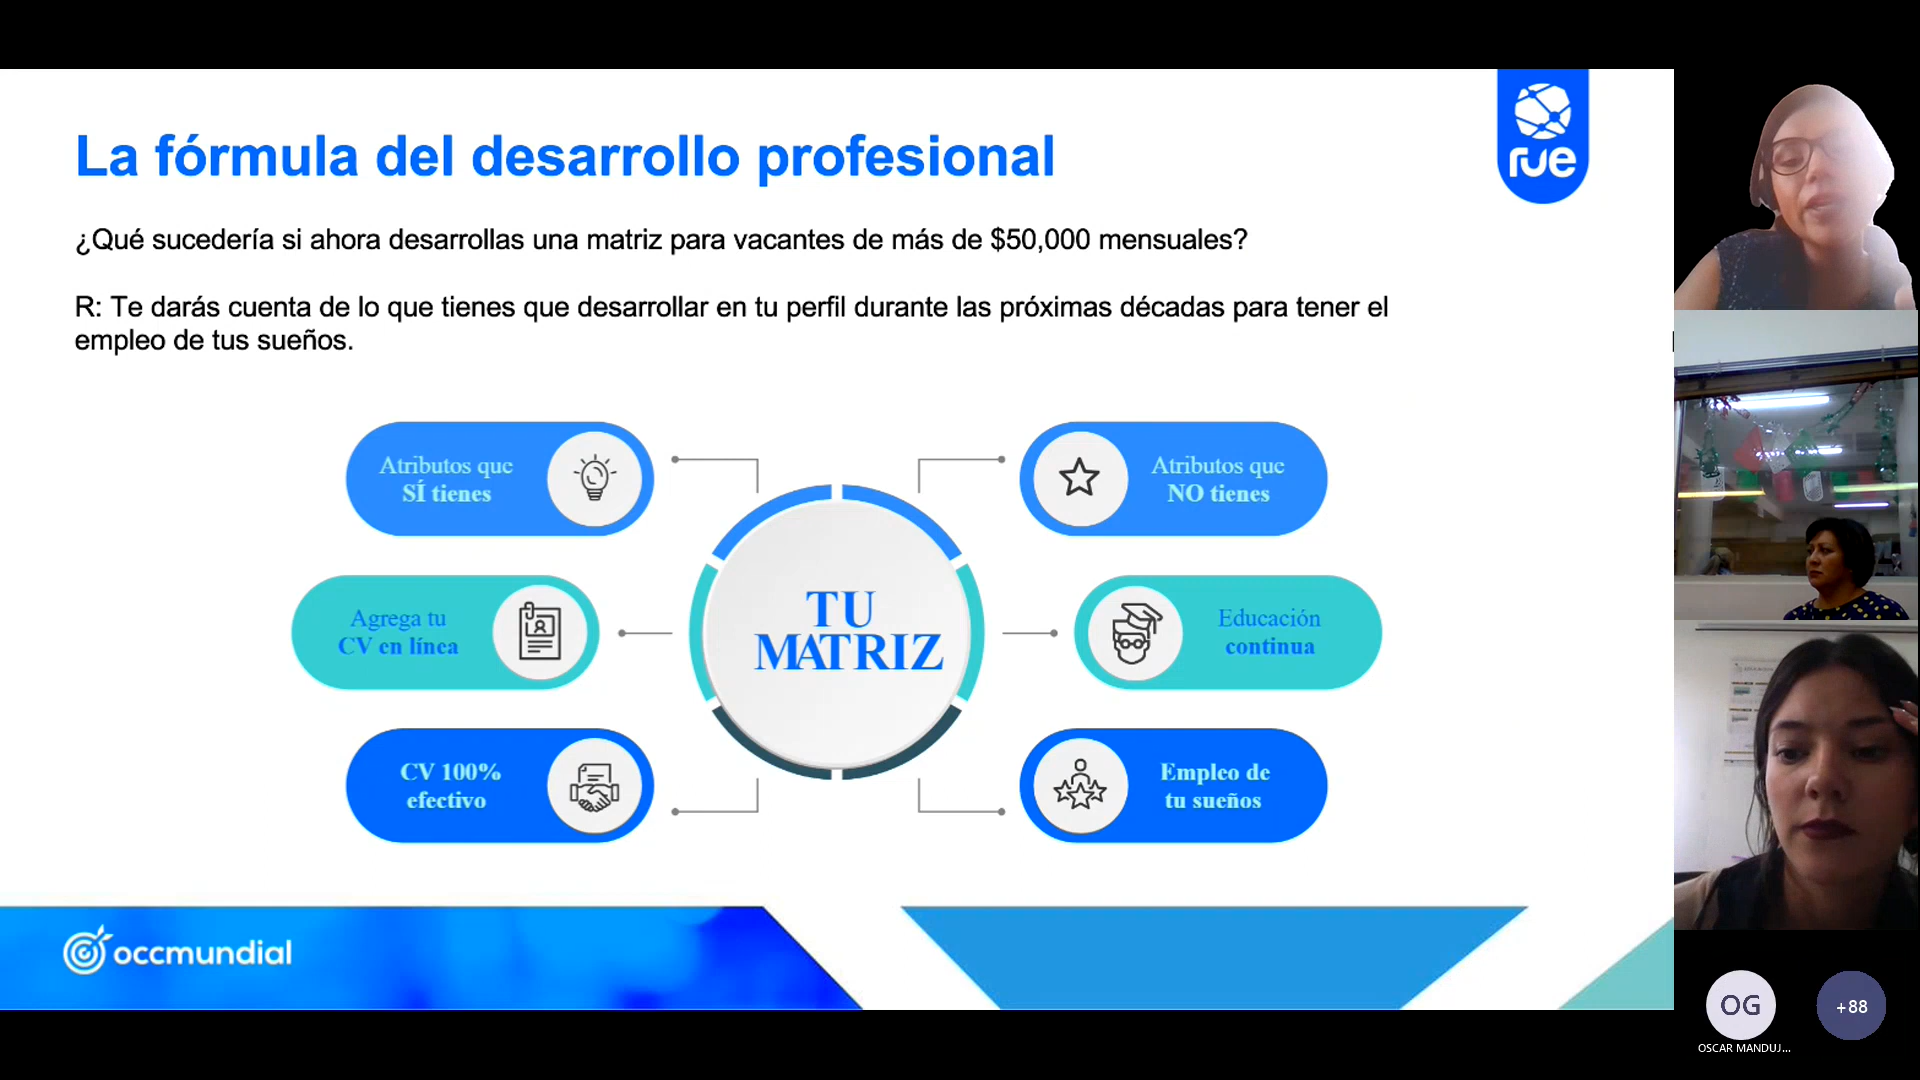 La fórmula del desarrollo profesional
rue
¿Qué sucedería si ahora desarrollas una matriz para vacantes de más de $50,000 mensuales?
R: Te darás cuenta de lo que tienes que desarrollar en tu perfil durante las próximas décadas para tener el
empleo de tus sueños.
Atributos que
SÍ tienes
Atributos que
NO tienes
Agrega tu
CV en línea
TU
MATRIZ
Educación
continua
CV 100%
efectivo
Empleo de
tu sueños
occmundial
OG
+88
OSCAR MANDUJ...